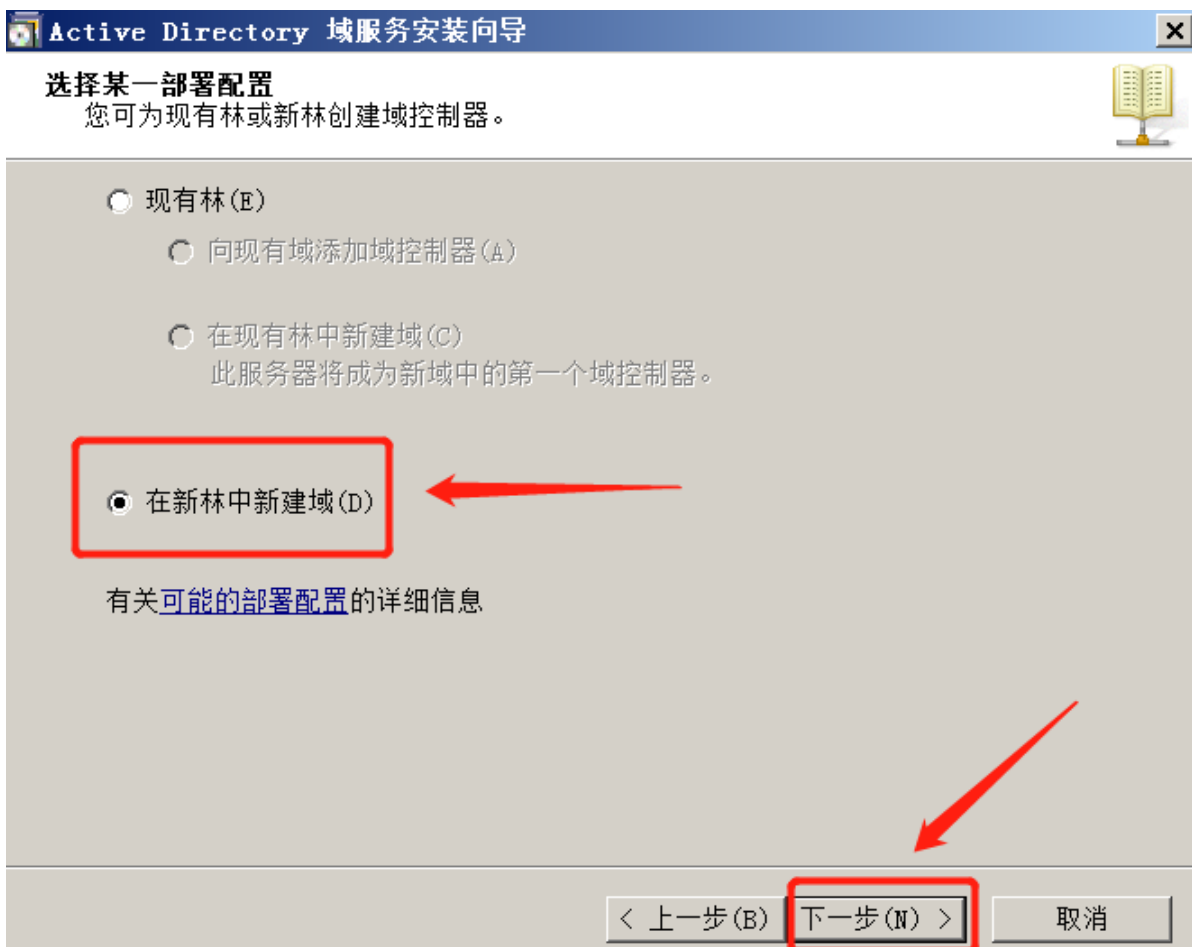 Active Directory 域服务安装向导
选择某一部署配置
您可为现有林或新林创建域控制器。
现有林(E)
向现有域添加域控制器(A)
在现有林中新建域(C)
此服务器将成为新域中的第一个域控制器。
在新林中新建域(D)
有关可能的部署配置的详细信息
< 上一步(B) 下一步(N) > 取消